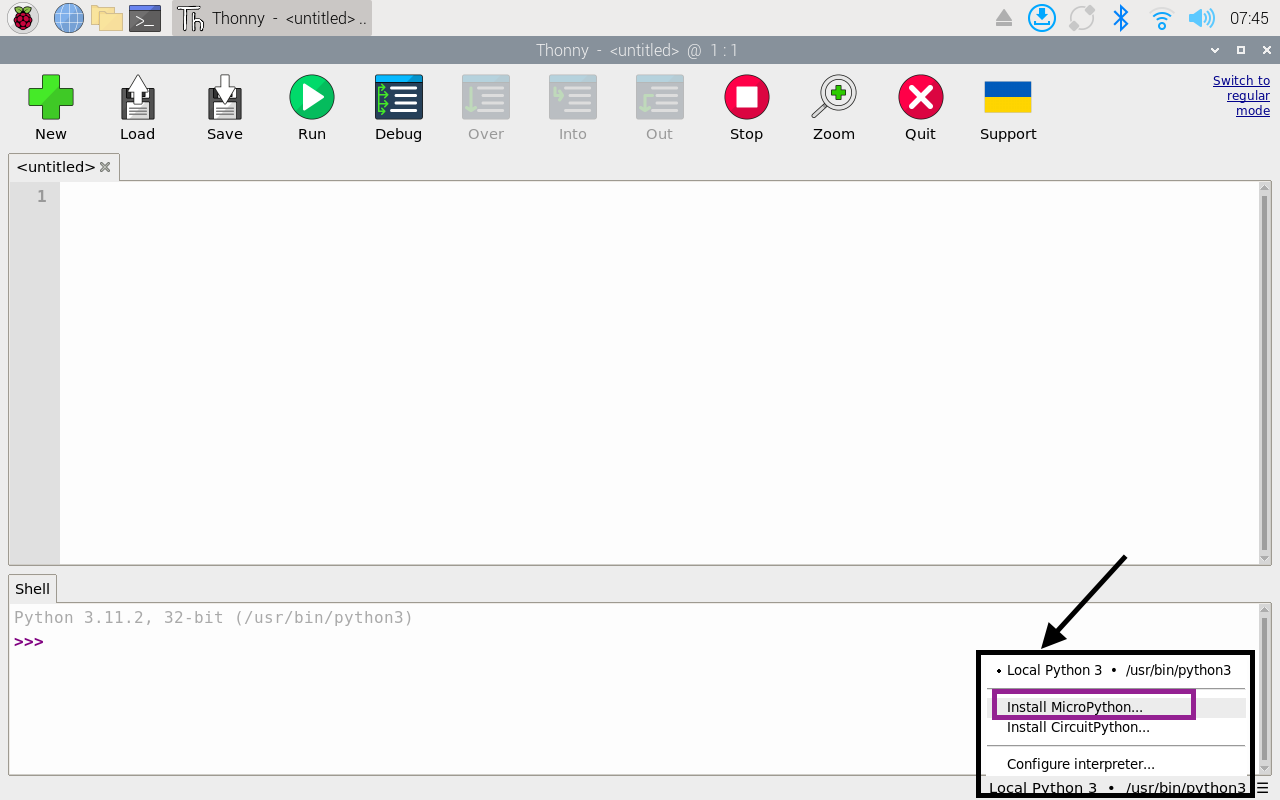 Thonny - <untitled> ..
07:45
Thonny - <untitled> @ 1 : 1
New
Load
Save
Run
Debug
Over
Into
Out
Stop
Zoom
Quit
Support
Switch to
regular
mode
<untitled>
1
Shell
Python 3.11.2, 32-bit (/usr/bin/python3)
>>>
• Local Python 3 • /usr/bin/python3
Install MicroPython...
Install CircuitPython...
Configure interpreter...
Local Python 3 • /usr/bin/python3 ☰